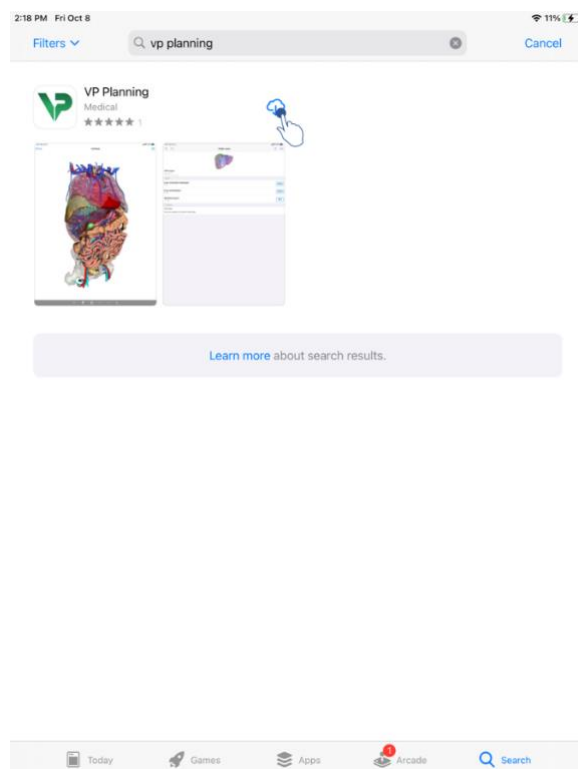 2:18 PM Fri Oct 8
11%
Filters
vp planning
Cancel
VP Planning
Medical
★★★★★ 1
Learn more about search results.
Today
Games
Apps
1
Arcade
Search